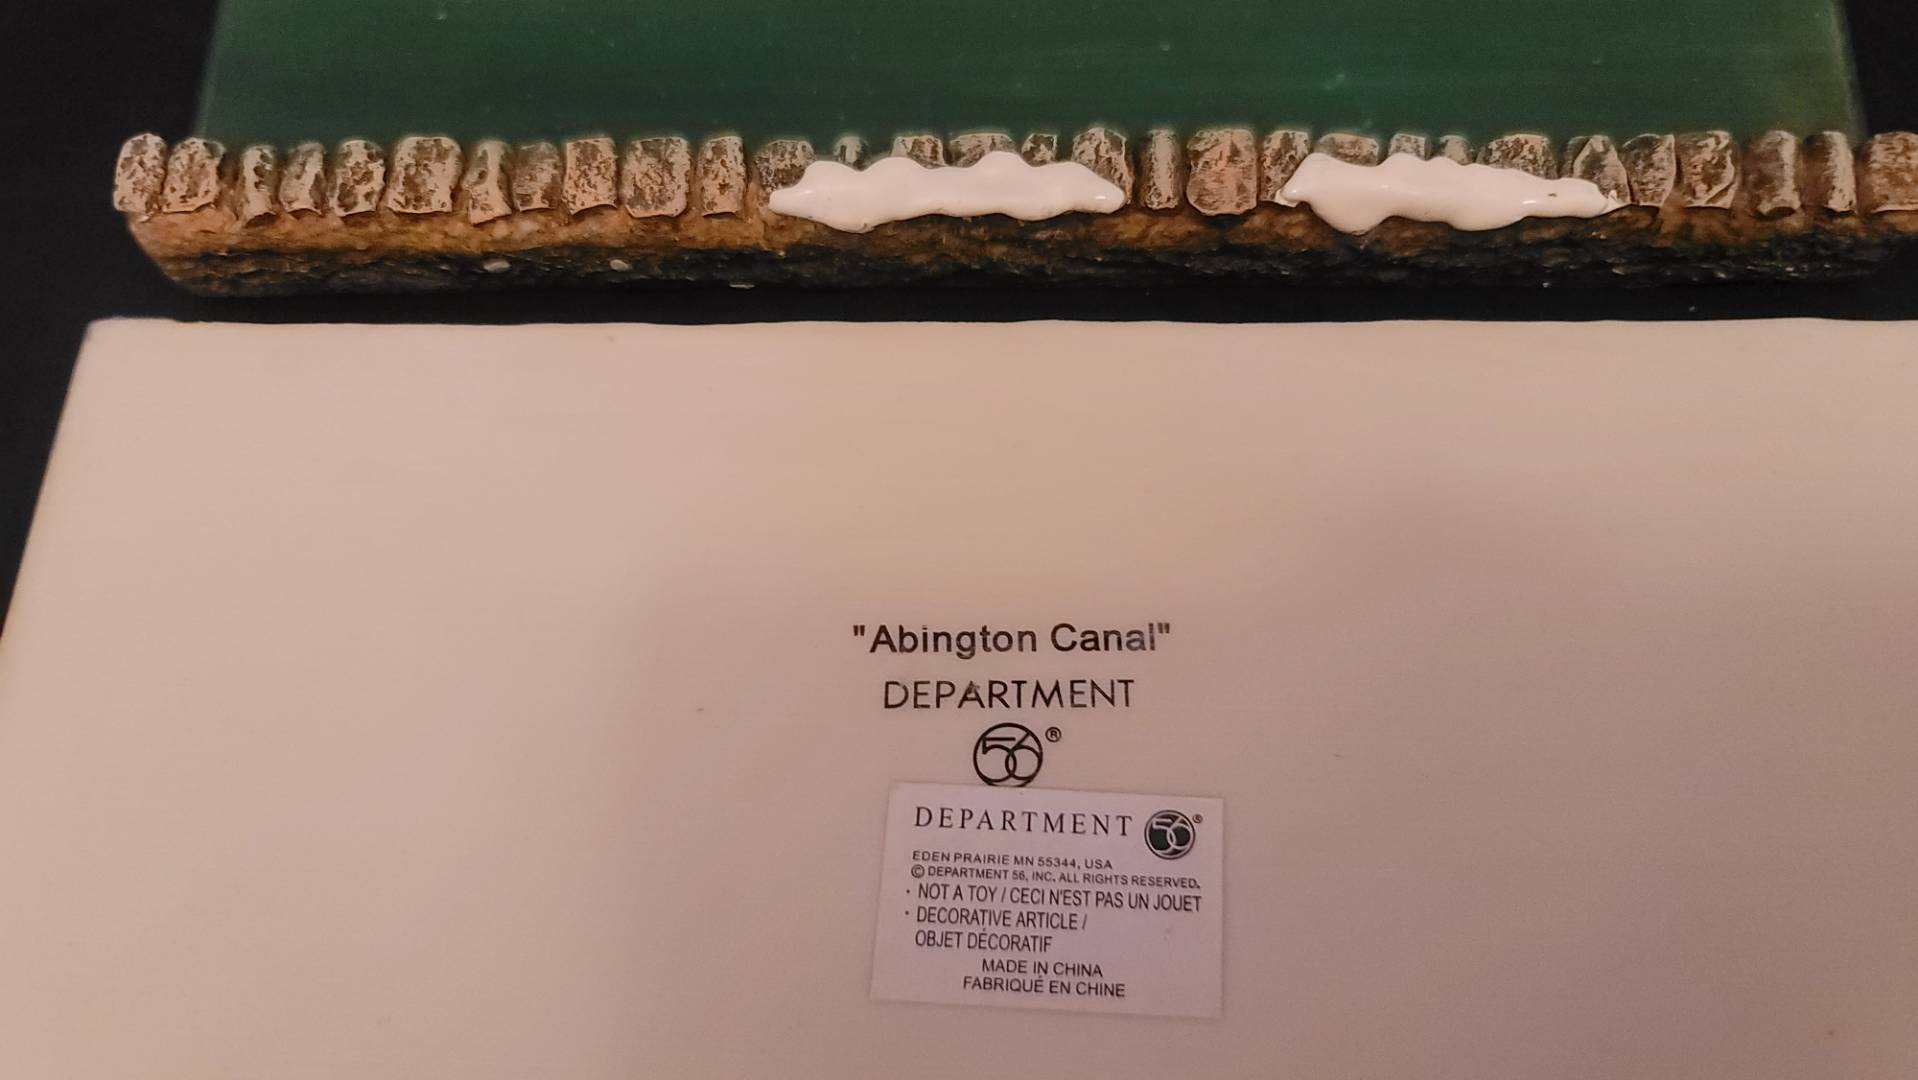 "Abington Canal"
DEPARTMENT
56®
DEPARTMENT 56®
EDEN PRAIRIE MN 55344, USA
© DEPARTMENT 56, INC. ALL RIGHTS RESERVED.
· NOT A TOY / CECI N'EST PAS UN JOUET
· DECORATIVE ARTICLE /
OBJET DÉCORATIF
MADE IN CHINA
FABRIQUÉ EN CHINE